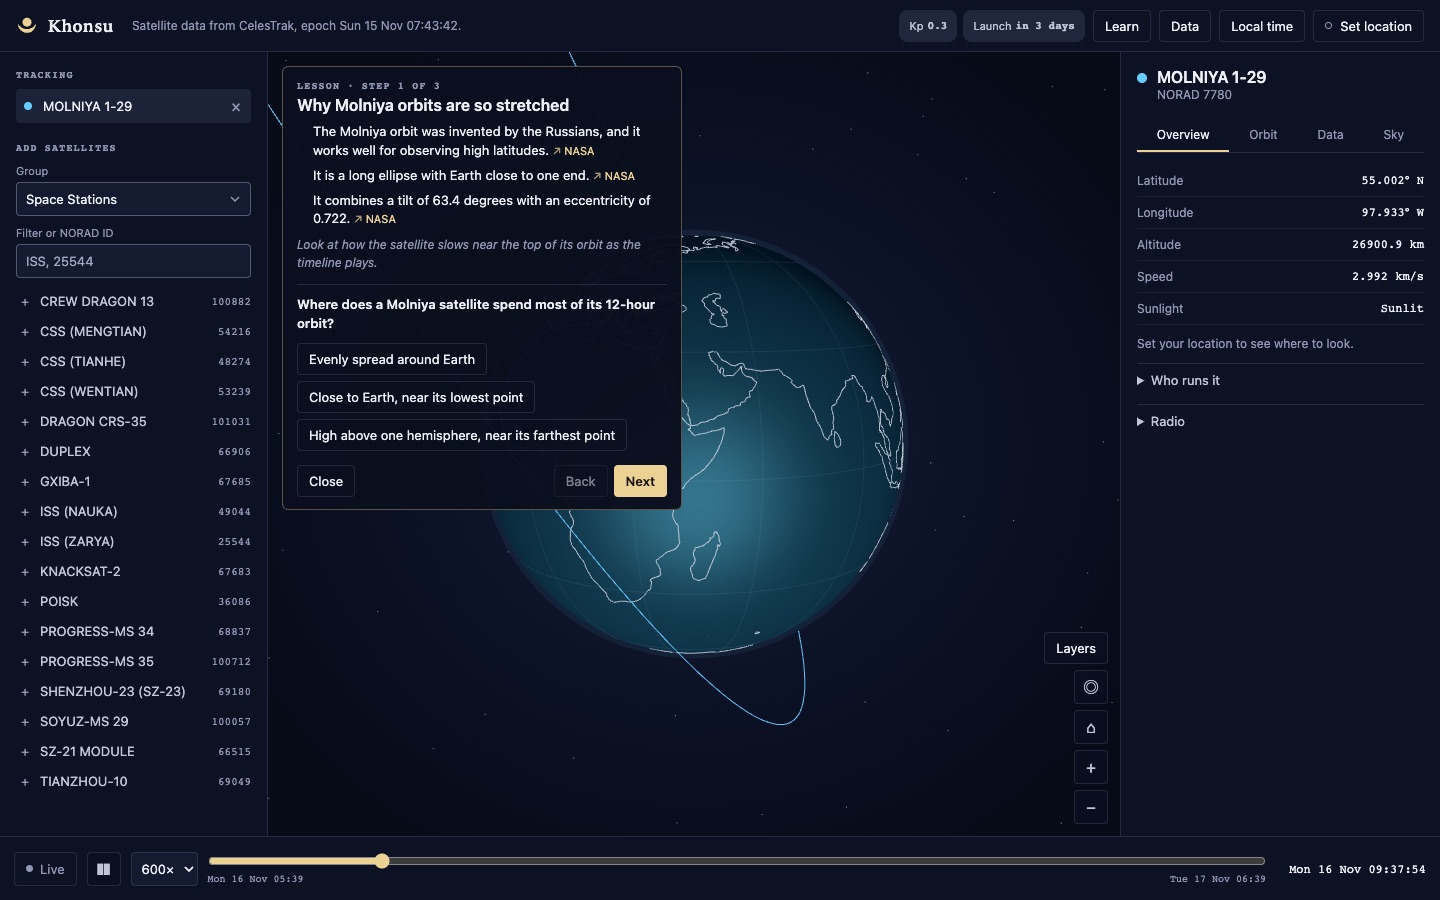 Khonsu
Satellite data from CelesTrak, epoch Sun 15 Nov 07:43:42.
Kp 0.3
Launch in 3 days
Learn
Data
Local time
Set location
TRACKING
MOLNIYA 1-29
×
ADD SATELLITES
Group
Space Stations
Filter or NORAD ID
ISS, 25544
+ CREW DRAGON 13 100882
+ CSS (MENGTIAN) 54216
+ CSS (TIANHE) 48274
+ CSS (WENTIAN) 53239
+ DRAGON CRS-35 101031
+ DUPLEX 66906
+ GXIBA-1 67685
+ ISS (NAUKA) 49044
+ ISS (ZARYA) 25544
+ KNACKSAT-2 67683
+ POISK 36086
+ PROGRESS-MS 34 68837
+ PROGRESS-MS 35 100712
+ SHENZHOU-23 (SZ-23) 69180
+ SOYUZ-MS 29 100057
+ SZ-21 MODULE 66515
+ TIANZHOU-10 69049
LESSON · STEP 1 OF 3
Why Molniya orbits are so stretched
The Molniya orbit was invented by the Russians, and it
works well for observing high latitudes. ↗ NASA
It is a long ellipse with Earth close to one end. ↗ NASA
It combines a tilt of 63.4 degrees with an eccentricity of
0.722. ↗ NASA
Look at how the satellite slows near the top of its orbit as the
timeline plays.
Where does a Molniya satellite spend most of its 12-hour
orbit?
Evenly spread around Earth
Close to Earth, near its lowest point
High above one hemisphere, near its farthest point
Close
Back
Next
Layers
+
−
MOLNIYA 1-29
NORAD 7780
Overview
Orbit
Data
Sky
Latitude 55.002° N
Longitude 97.933° W
Altitude 26900.9 km
Speed 2.992 km/s
Sunlight Sunlit
Set your location to see where to look.
Who runs it
Radio
Live
600×
Mon 16 Nov 05:39
Tue 17 Nov 06:39
Mon 16 Nov 09:37:54